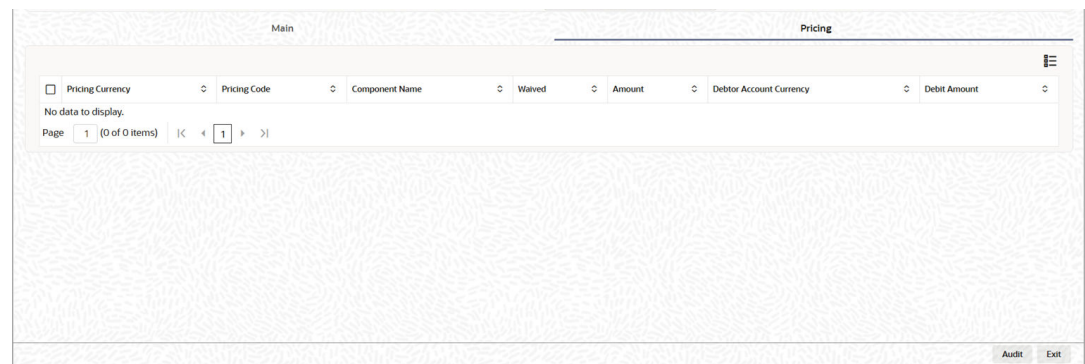 Main Pricing
Pricing Currency Pricing Code Component Name Waived Amount Debtor Account Currency Debit Amount
No data to display.
Page 1 (0 of 0 items) 1
Audit Exit